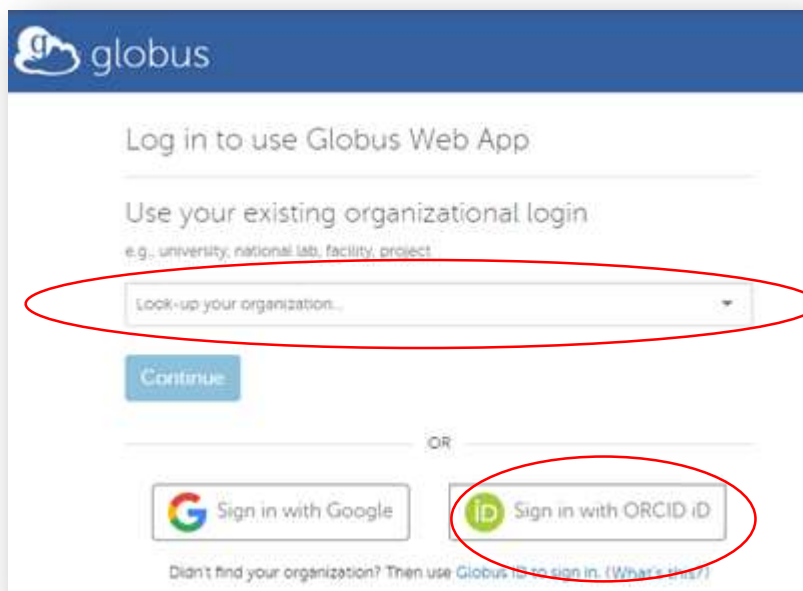 globus
Log in to use Globus Web App
Use your existing organizational login
e.g., university, national lab, facility, project
Look-up your organization...
Continue
OR
Sign in with Google
iD Sign in with ORCID iD
Didn't find your organization? Then use Globus ID to sign in. (What's this?)